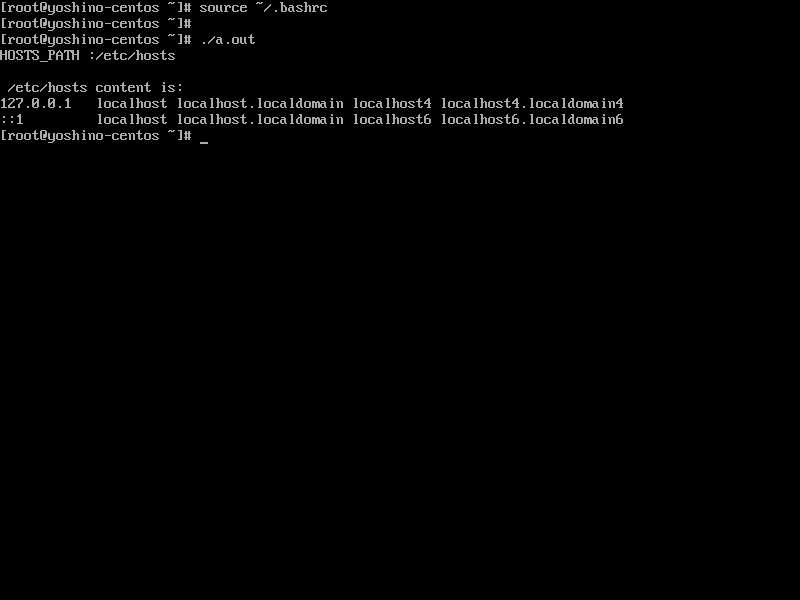 [root@yoshino-centos ~]# source ~/.bashrc
[root@yoshino-centos ~]#
[root@yoshino-centos ~]# ./a.out
HOSTS_PATH :/etc/hosts

 /etc/hosts content is:
127.0.0.1   localhost localhost.localdomain localhost4 localhost4.localdomain4
::1         localhost localhost.localdomain localhost6 localhost6.localdomain6
[root@yoshino-centos ~]# _